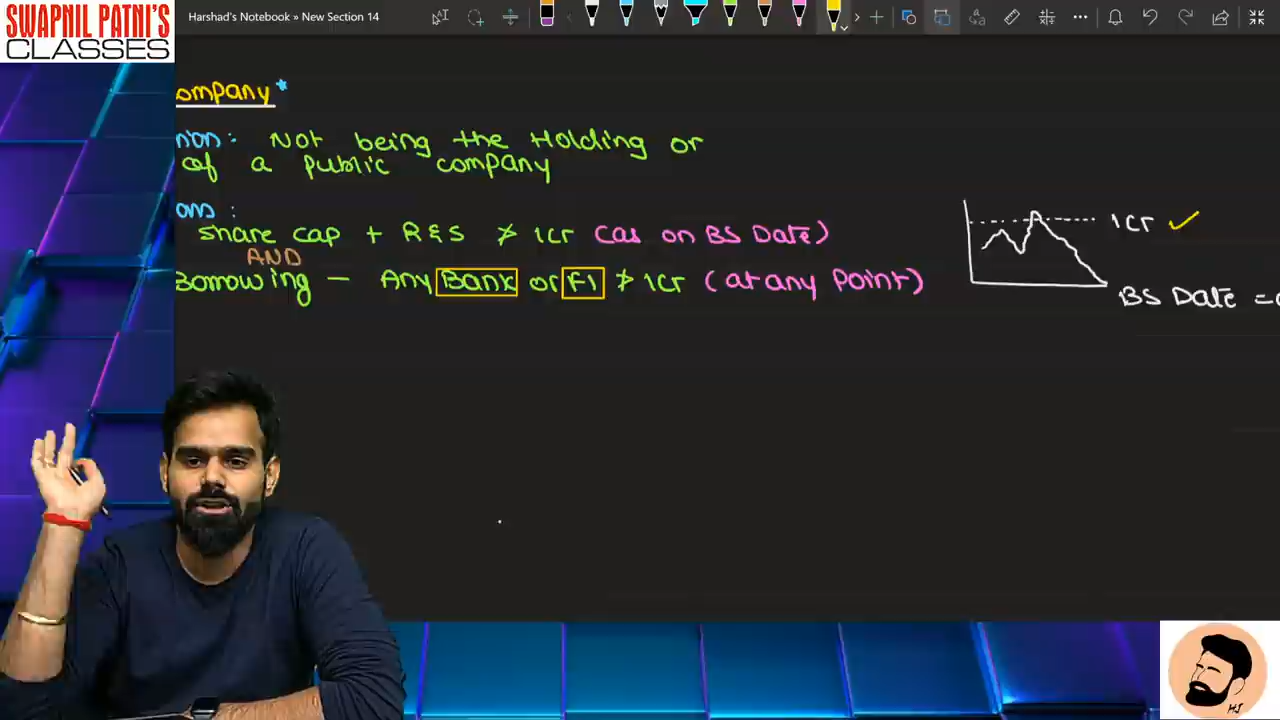 SWAPNIL PATNI'S
CLASSES
Harshad's Notebook » New Section 14
ompany*
Not being the Holding or
of a public company
ons :
share cap + R&S ≯ 1cr (as on BS Date)
AND
Borrowing – Any Bank or FI ≯ 1cr (at any Point)
1cr ✓
BS Date =
HJ